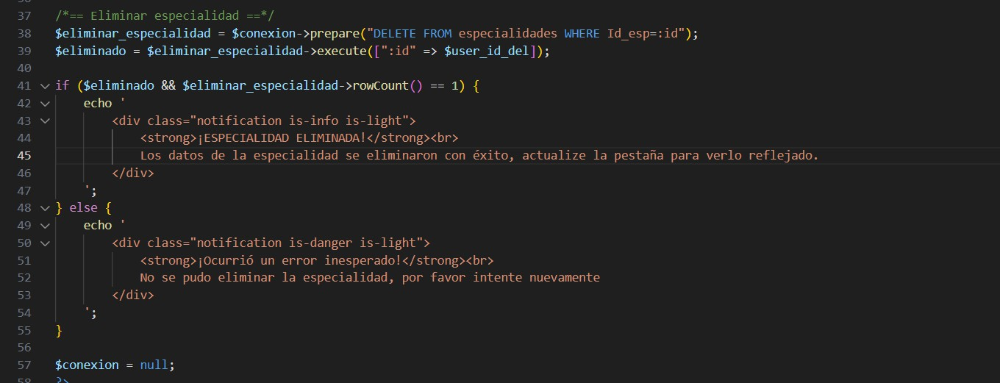 37 /*== Eliminar especialidad ==*/
38 $eliminar_especialidad = $conexion->prepare("DELETE FROM especialidades WHERE Id_esp=:id");
39 $eliminado = $eliminar_especialidad->execute([":id" => $user_id_del]);
40
41 if ($eliminado && $eliminar_especialidad->rowCount() == 1) {
42     echo '
43         <div class="notification is-info is-light">
44             <strong>¡ESPECIALIDAD ELIMINADA!</strong><br>
45             Los datos de la especialidad se eliminaron con éxito, actualize la pestaña para verlo reflejado.
46         </div>
47     ';
48 } else {
49     echo '
50         <div class="notification is-danger is-light">
51             <strong>¡Ocurrió un error inesperado!</strong><br>
52             No se pudo eliminar la especialidad, por favor intente nuevamente
53         </div>
54     ';
55 }
56
57 $conexion = null;
58 ?>